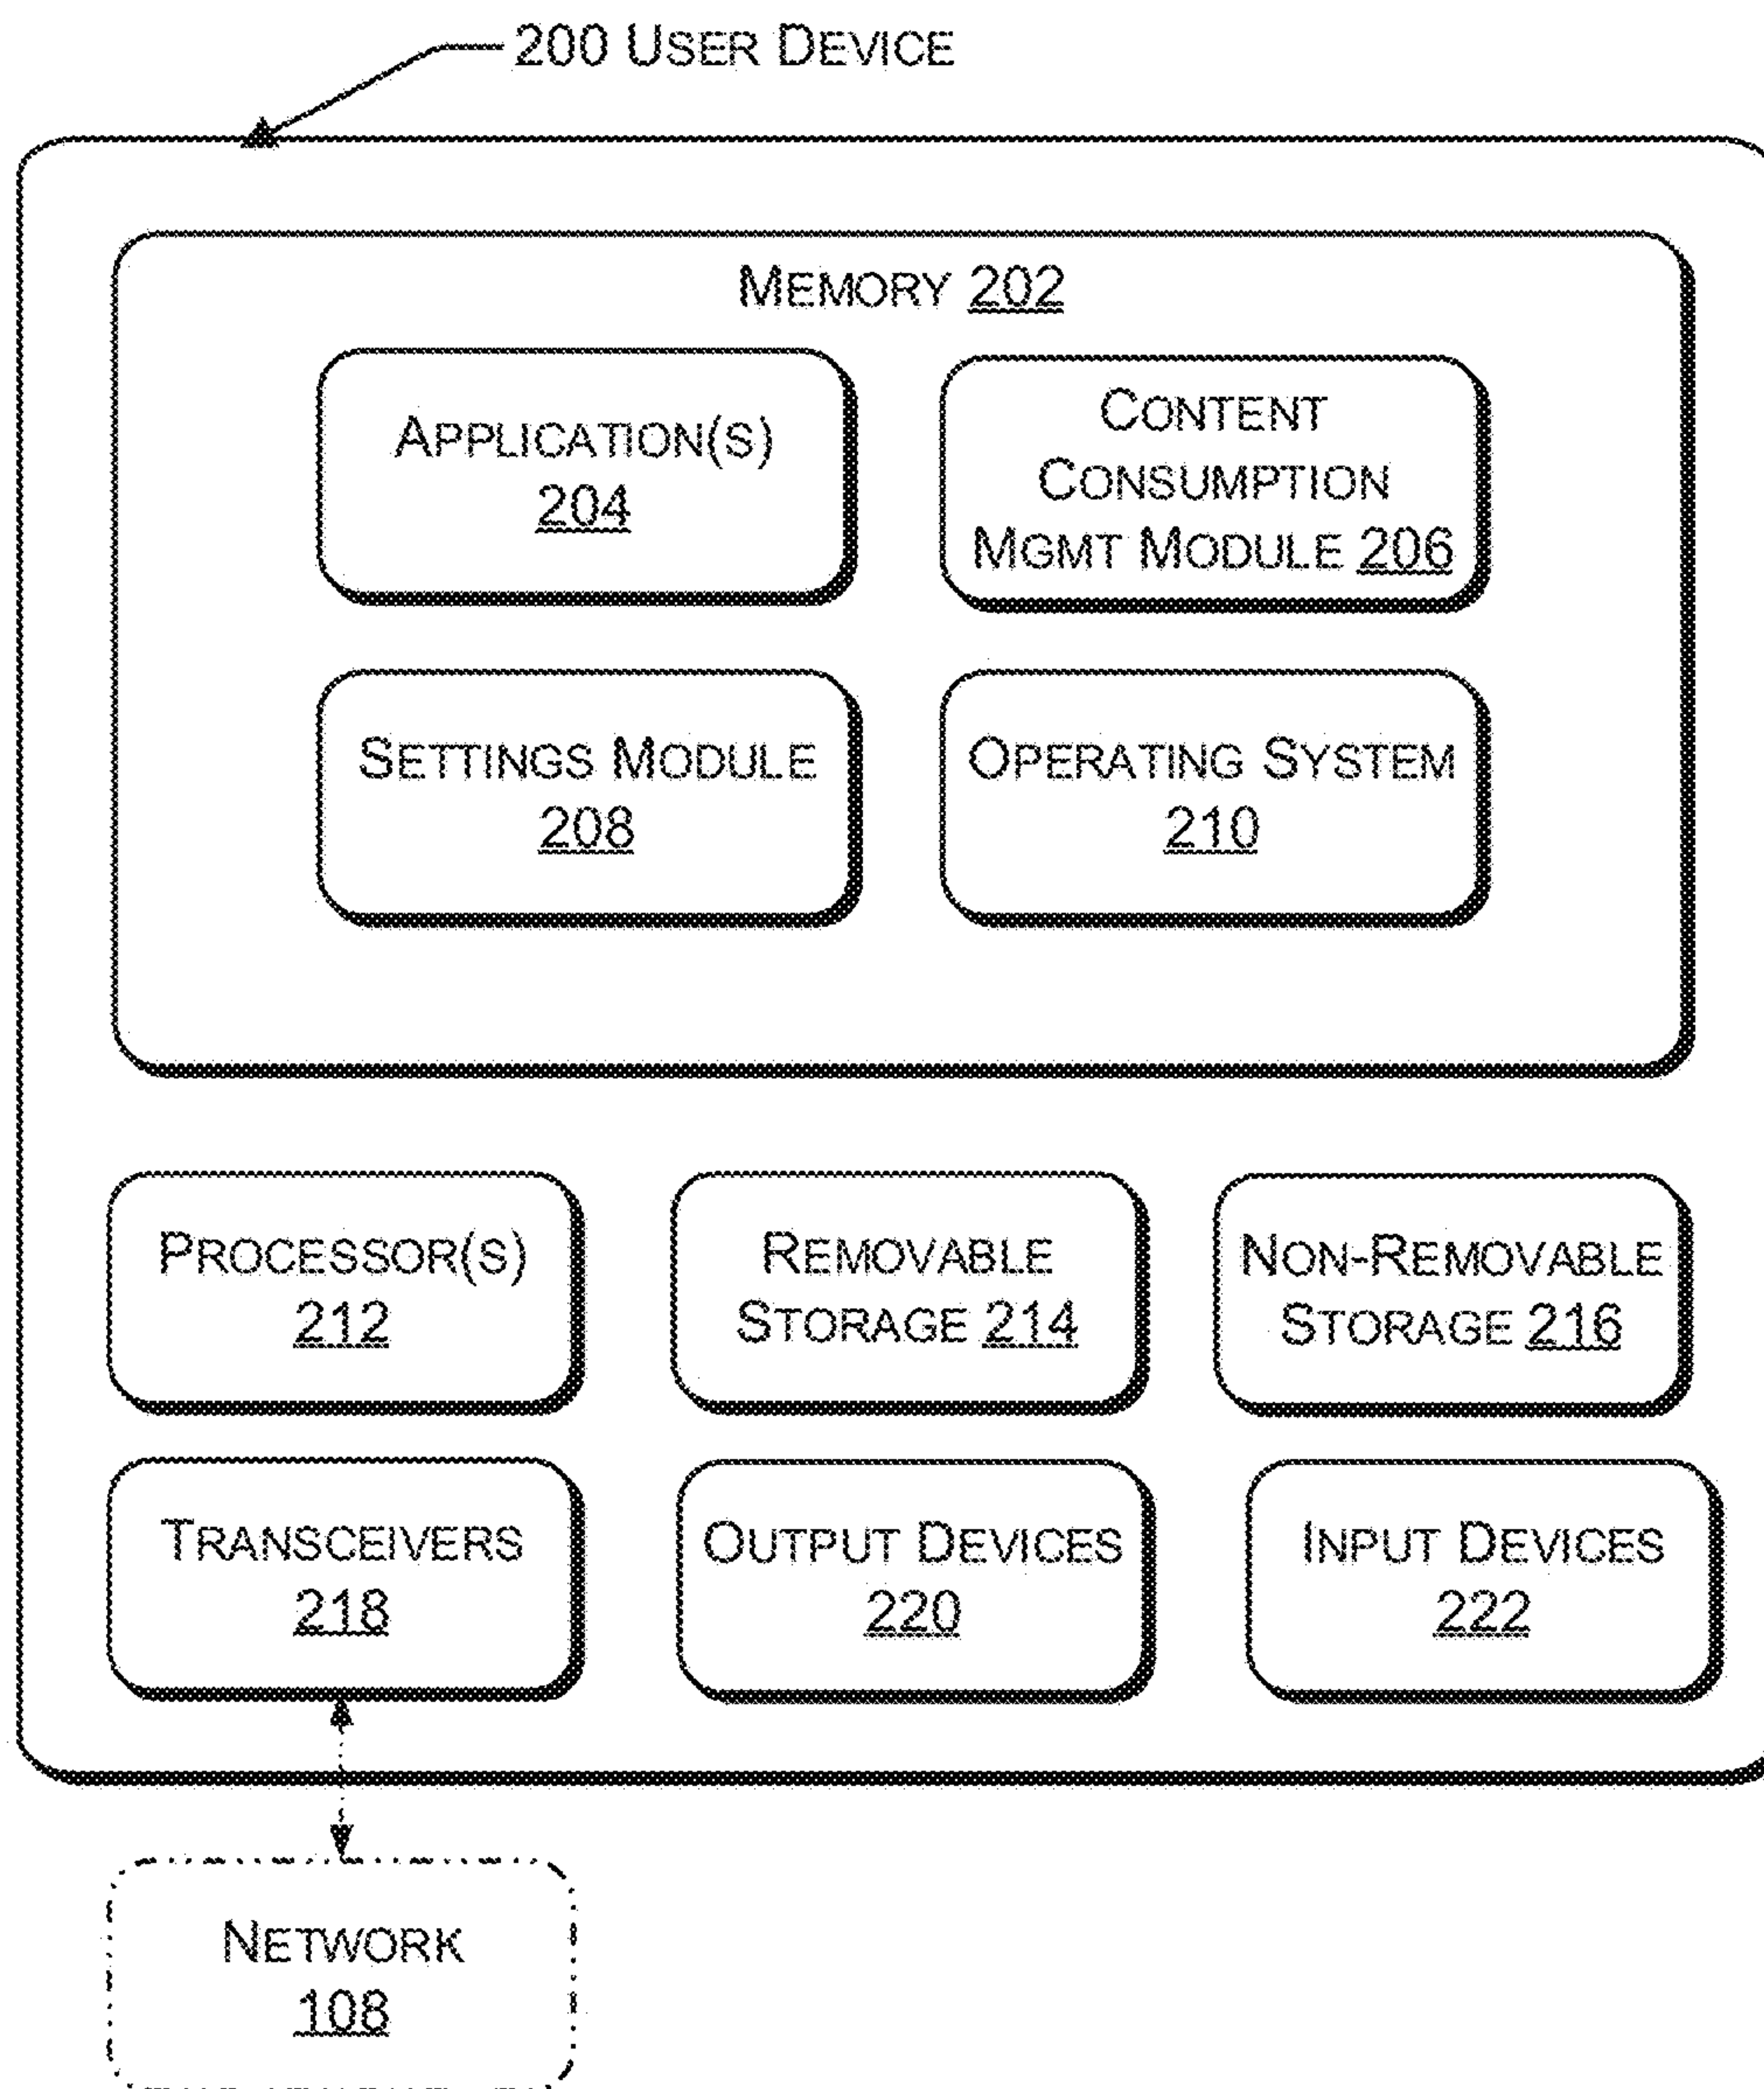 200 USER DEVICE
MEMORY 202
APPLICATION(S)
204
CONTENT
CONSUMPTION
MGMT MODULE 206
SETTINGS MODULE
208
OPERATING SYSTEM
210
PROCESSOR(S)
212
REMOVABLE
STORAGE 214
NON-REMOVABLE
STORAGE 216
TRANSCEIVERS
218
OUTPUT DEVICES
220
INPUT DEVICES
222
NETWORK
108